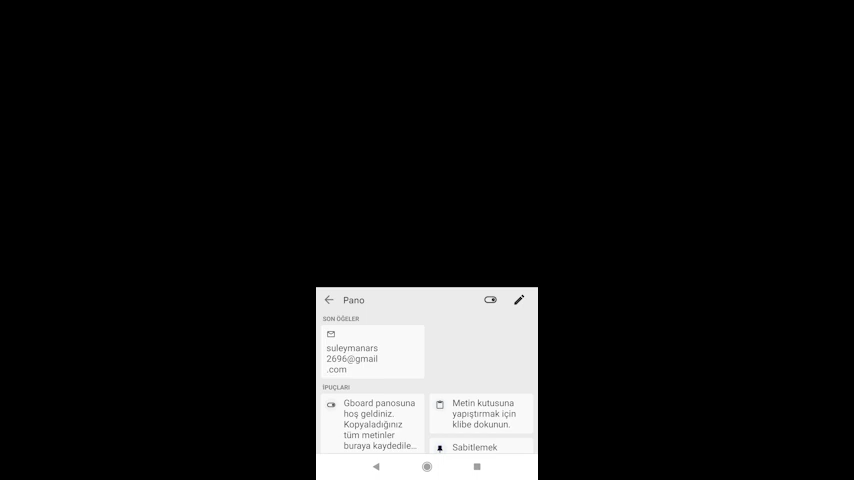 Pano
SON ÖĞELER
suleymanars
2696@gmail
.com
İPUÇLARI
Gboard panosuna
hoş geldiniz.
Kopyaladığınız
tüm metinler
buraya kaydedile...
Metin kutusuna
yapıştırmak için
klibe dokunun.
Sabitlemek